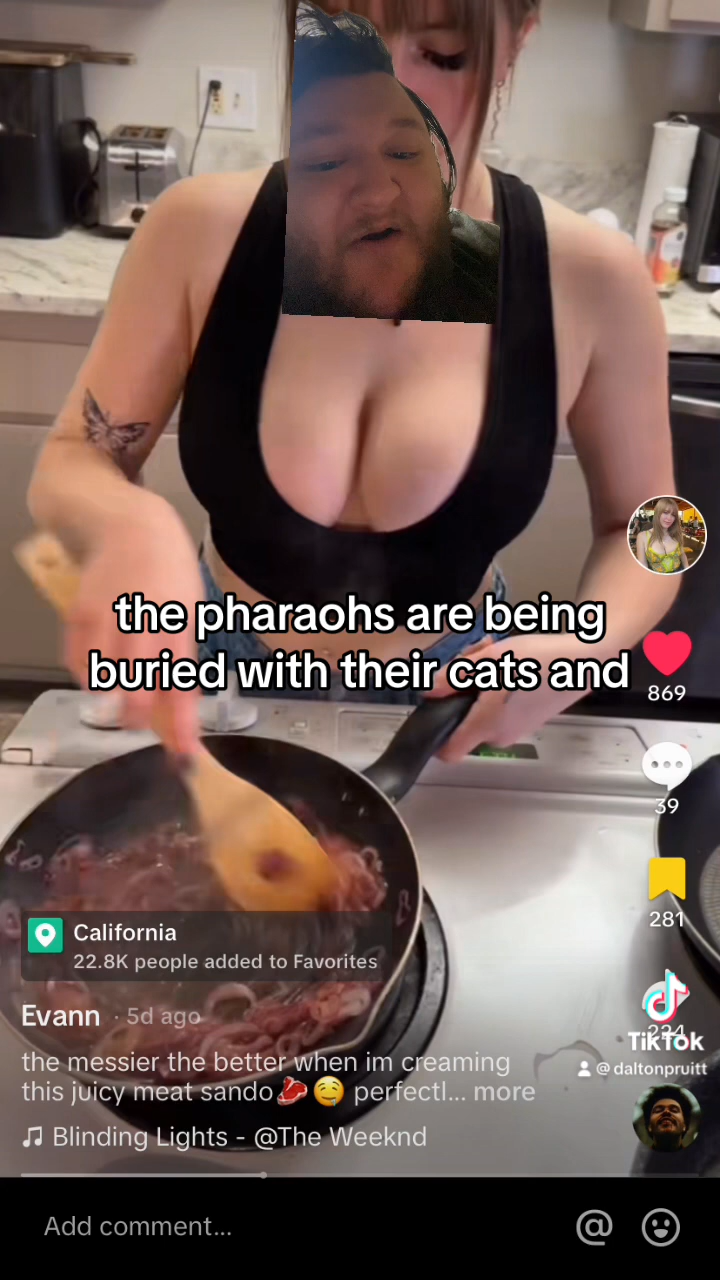 the pharaohs are being
buried with their cats and
869
39
281
California
22.8K people added to Favorites
Evann · 5d ago
TikTok
@daltonpruitt
the messier the better when im creaming
this juicy meat sando🥩🤤 perfectl... more
Blinding Lights - @The Weeknd
Add comment...
@